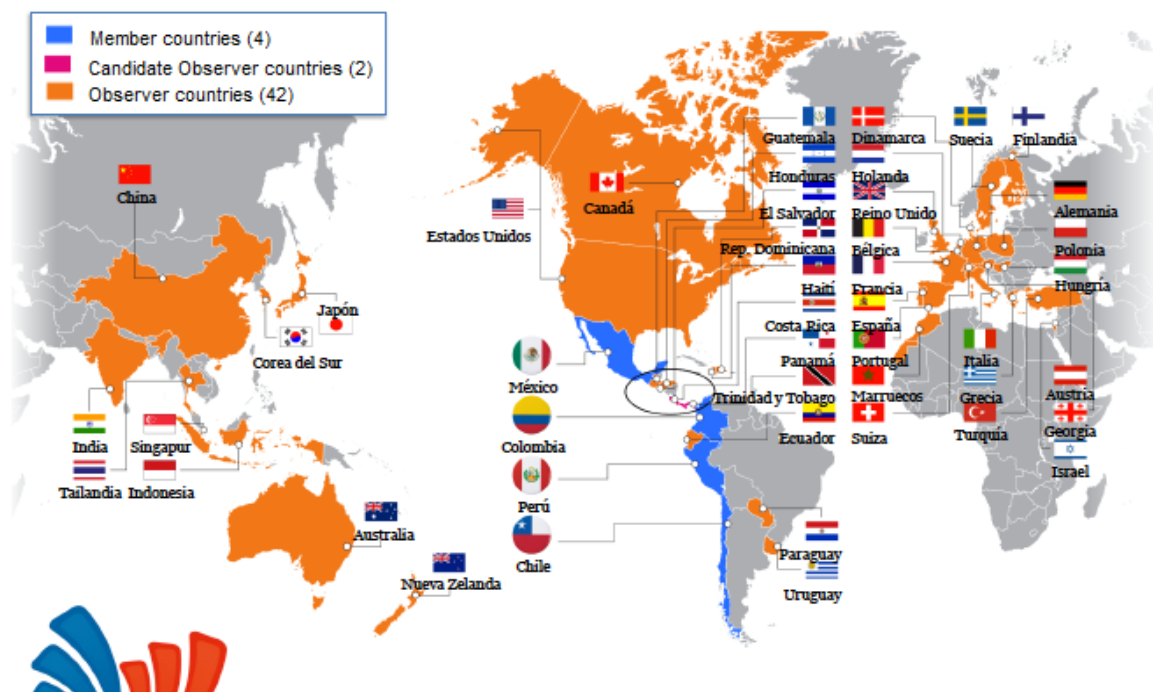 Member countries (4)
Candidate Observer countries (2)
Observer countries (42)
China
Japón
Corea del Sur
India
Singapur
Tailandia
Indonesia
Australia
Nueva Zelanda
Estados Unidos
Canadá
México
Colombia
Perú
Chile
Guatemala
Honduras
El Salvador
Rep. Dominicana
Haití
Costa Rica
Panamá
Trinidad y Tobago
Ecuador
Paraguay
Uruguay
Dinamarca
Holanda
Reino Unido
Bélgica
Francia
España
Portugal
Marruecos
Suiza
Suecia
Finlandia
Alemania
Polonia
Hungría
Italia
Grecia
Turquía
Austria
Georgia
Israel